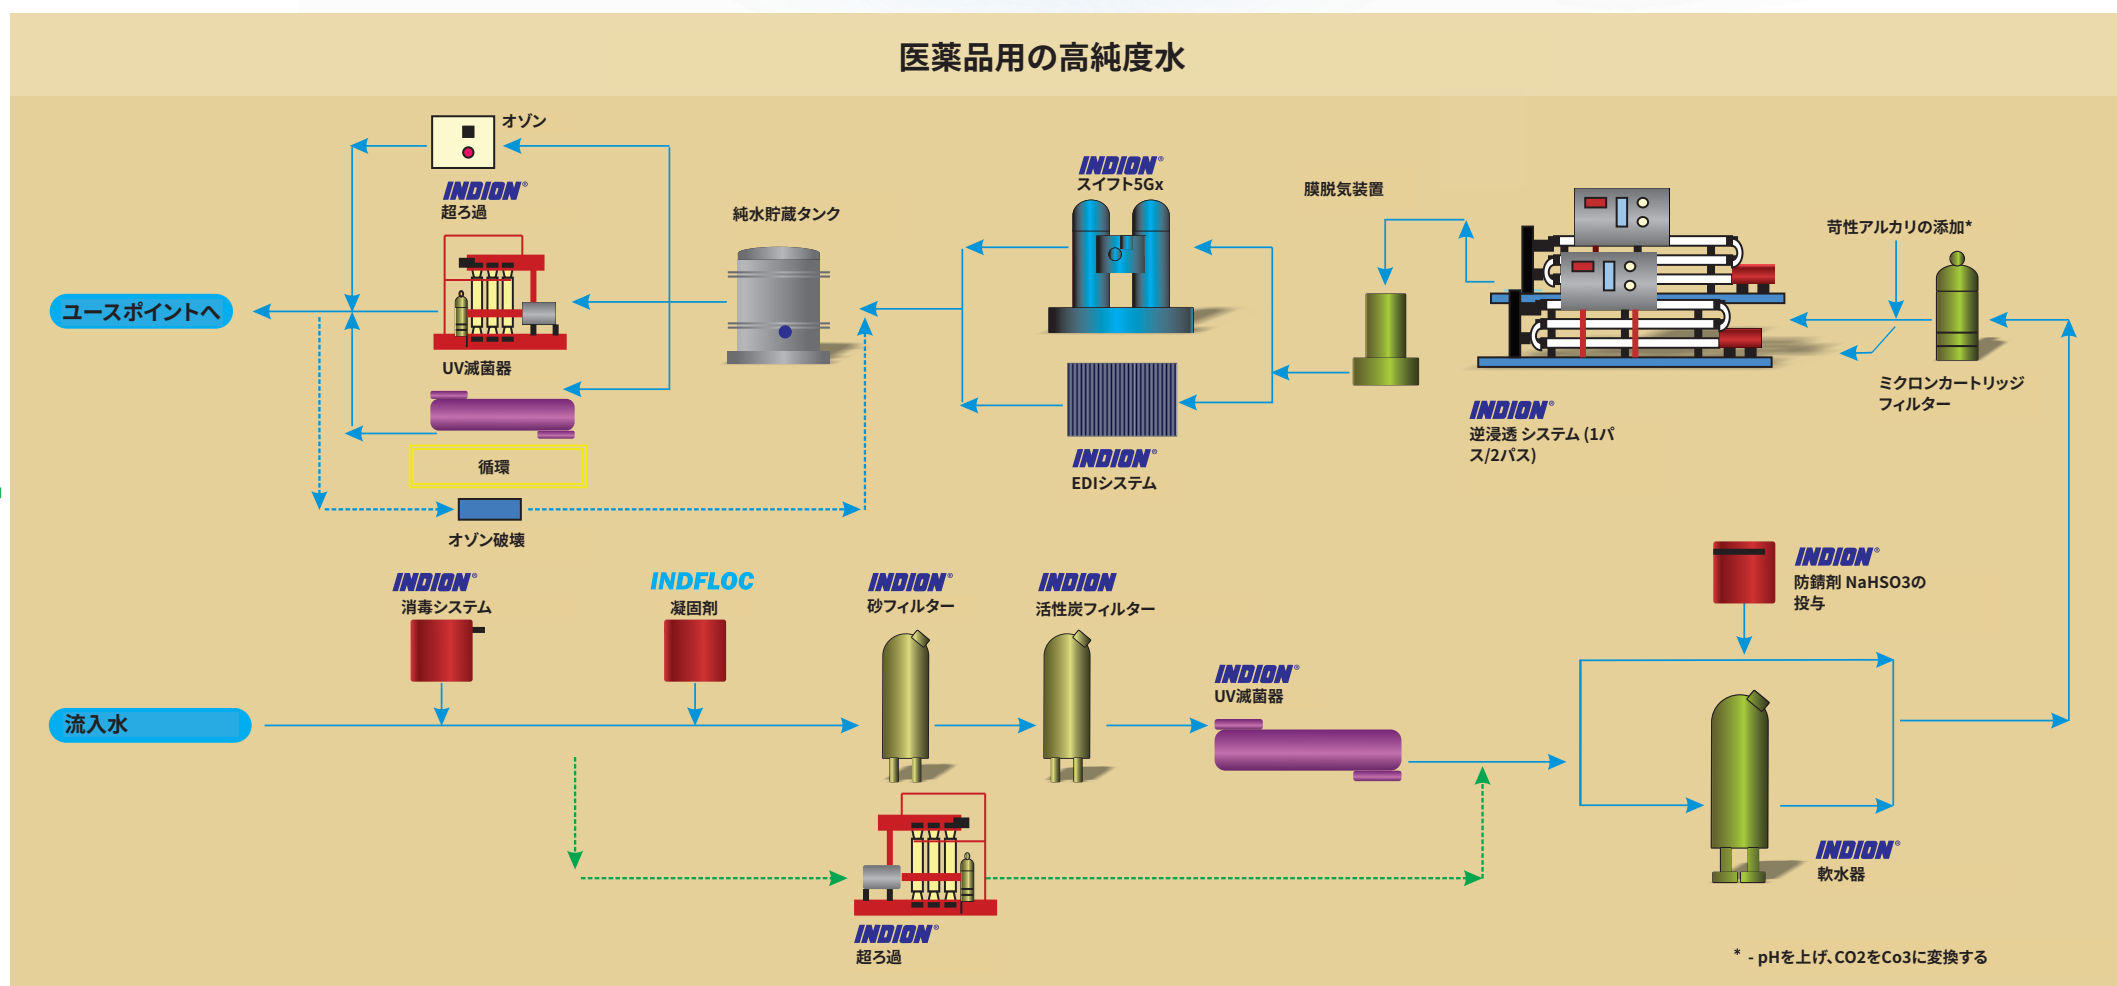 医薬品用の高純度水
オゾン
INDION®
超ろ過
純水貯蔵タンク
INDION®
スイフト5Gx
膜脱気装置
苛性アルカリの添加*
ユースポイントへ
UV滅菌器
ミクロンカートリッジ
フィルター
INDION®
逆浸透 システム (1パ
ス/2パス)
循環
INDION®
EDIシステム
オゾン破壊
INDION®
消毒システム
INDFLOC
凝固剤
INDION®
砂フィルター
INDION
活性炭フィルター
INDION®
防錆剤 NaHSO3の
投与
INDION®
UV滅菌器
流入水
INDION®
軟水器
INDION®
超ろ過
* - pHを上げ、CO2をCo3に変換する